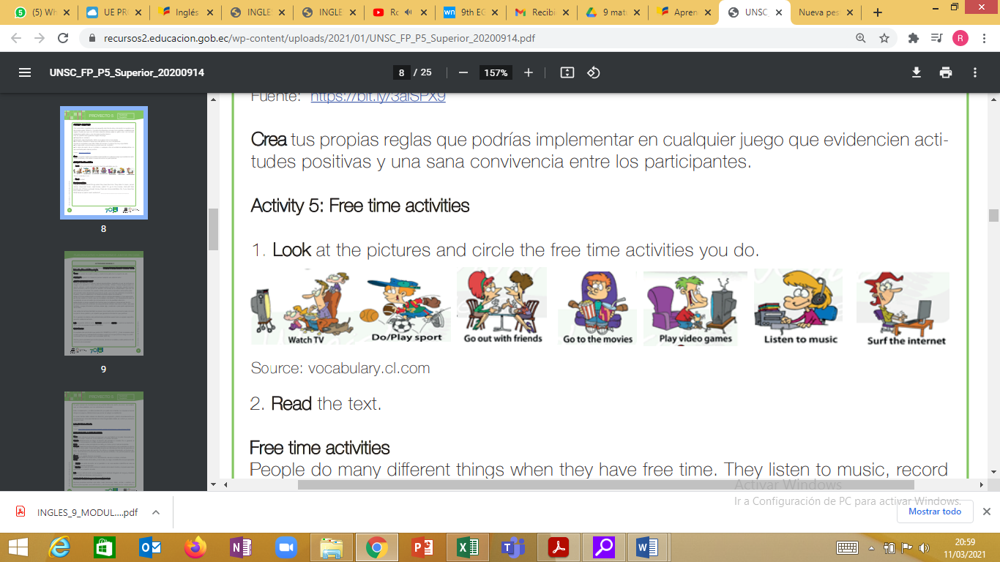 (5) Wh
UE PR
Inglés
INGLE
INGLE
Ro
9th EG
Recibi
9 mat
Apren
UNSC_
Nueva pes
recursos2.educacion.gob.ec/wp-content/uploads/2021/01/UNSC_FP_P5_Superior_20200914.pdf
R
UNSC_FP_P5_Superior_20200914
8 / 25
157%
Fuente: https://bit.ly/3aISPX9
Crea tus propias reglas que podrías implementar en cualquier juego que evidencien acti-
tudes positivas y una sana convivencia entre los participantes.
Activity 5: Free time activities
1. Look at the pictures and circle the free time activities you do.
Watch TV
Do/Play sport
Go out with friends
Go to the movies
Play video games
Listen to music
Surf the internet
Source: vocabulary.cl.com
2. Read the text.
Free time activities
People do many different things when they have free time. They listen to music, record
8
9
Activar Windows
Ir a Configuración de PC para activar Windows.
INGLES_9_MODUL....pdf
Mostrar todo
20:59
11/03/2021